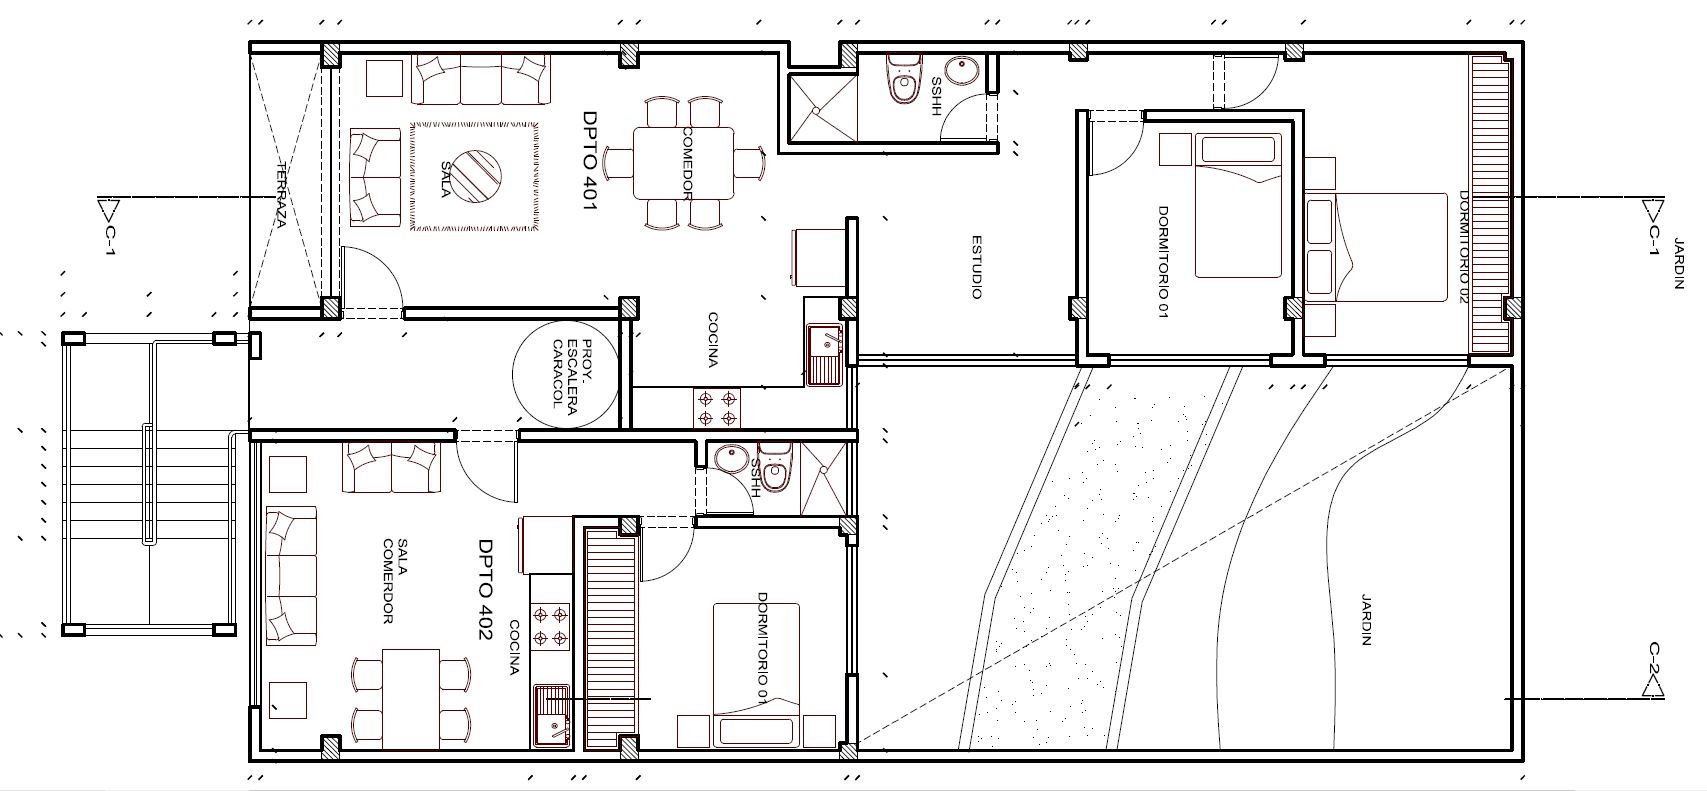 TERRAZA
SALA
DPTO 401
COMEDOR
SSHH
COCINA
ESTUDIO
DORMITORIO 01
DORMITORIO 02
JARDIN
C-1
C-1
PROY.
ESCALERA
CARACOL
SALA
COMERDOR
DPTO 402
COCINA
SSHH
DORMITORIO 01
JARDIN
C-2